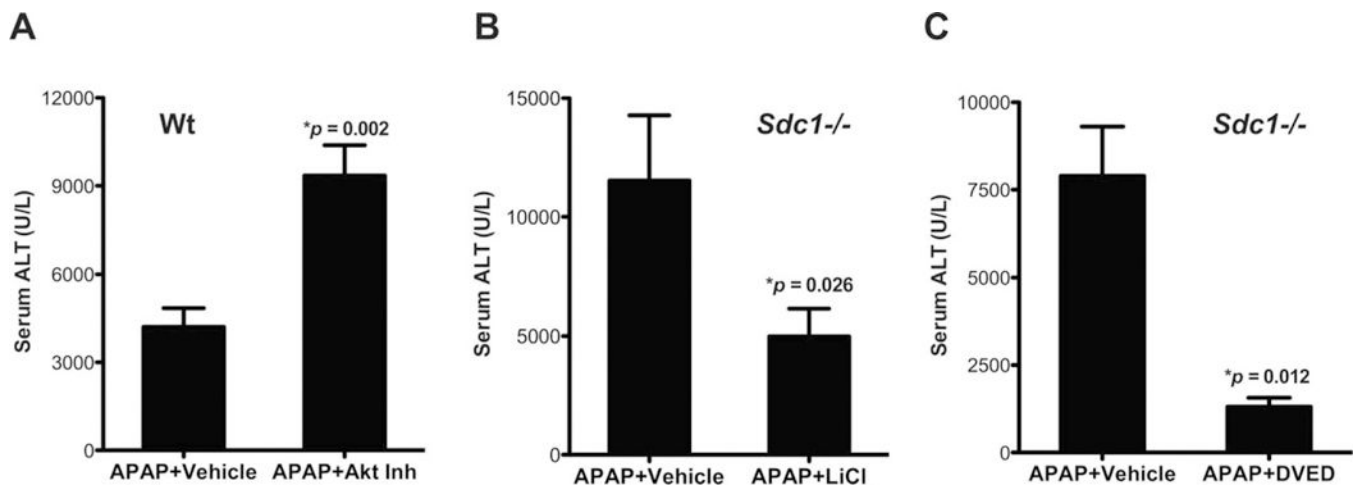 A
Wt
*p = 0.002
Serum ALT (U/L)
12000
9000
6000
3000
0
APAP+Vehicle
APAP+Akt Inh
B
Sdc1-/-
*p = 0.026
Serum ALT (U/L)
15000
10000
5000
0
APAP+Vehicle
APAP+LiCl
C
Sdc1-/-
*p = 0.012
Serum ALT (U/L)
10000
7500
5000
2500
0
APAP+Vehicle
APAP+DVED